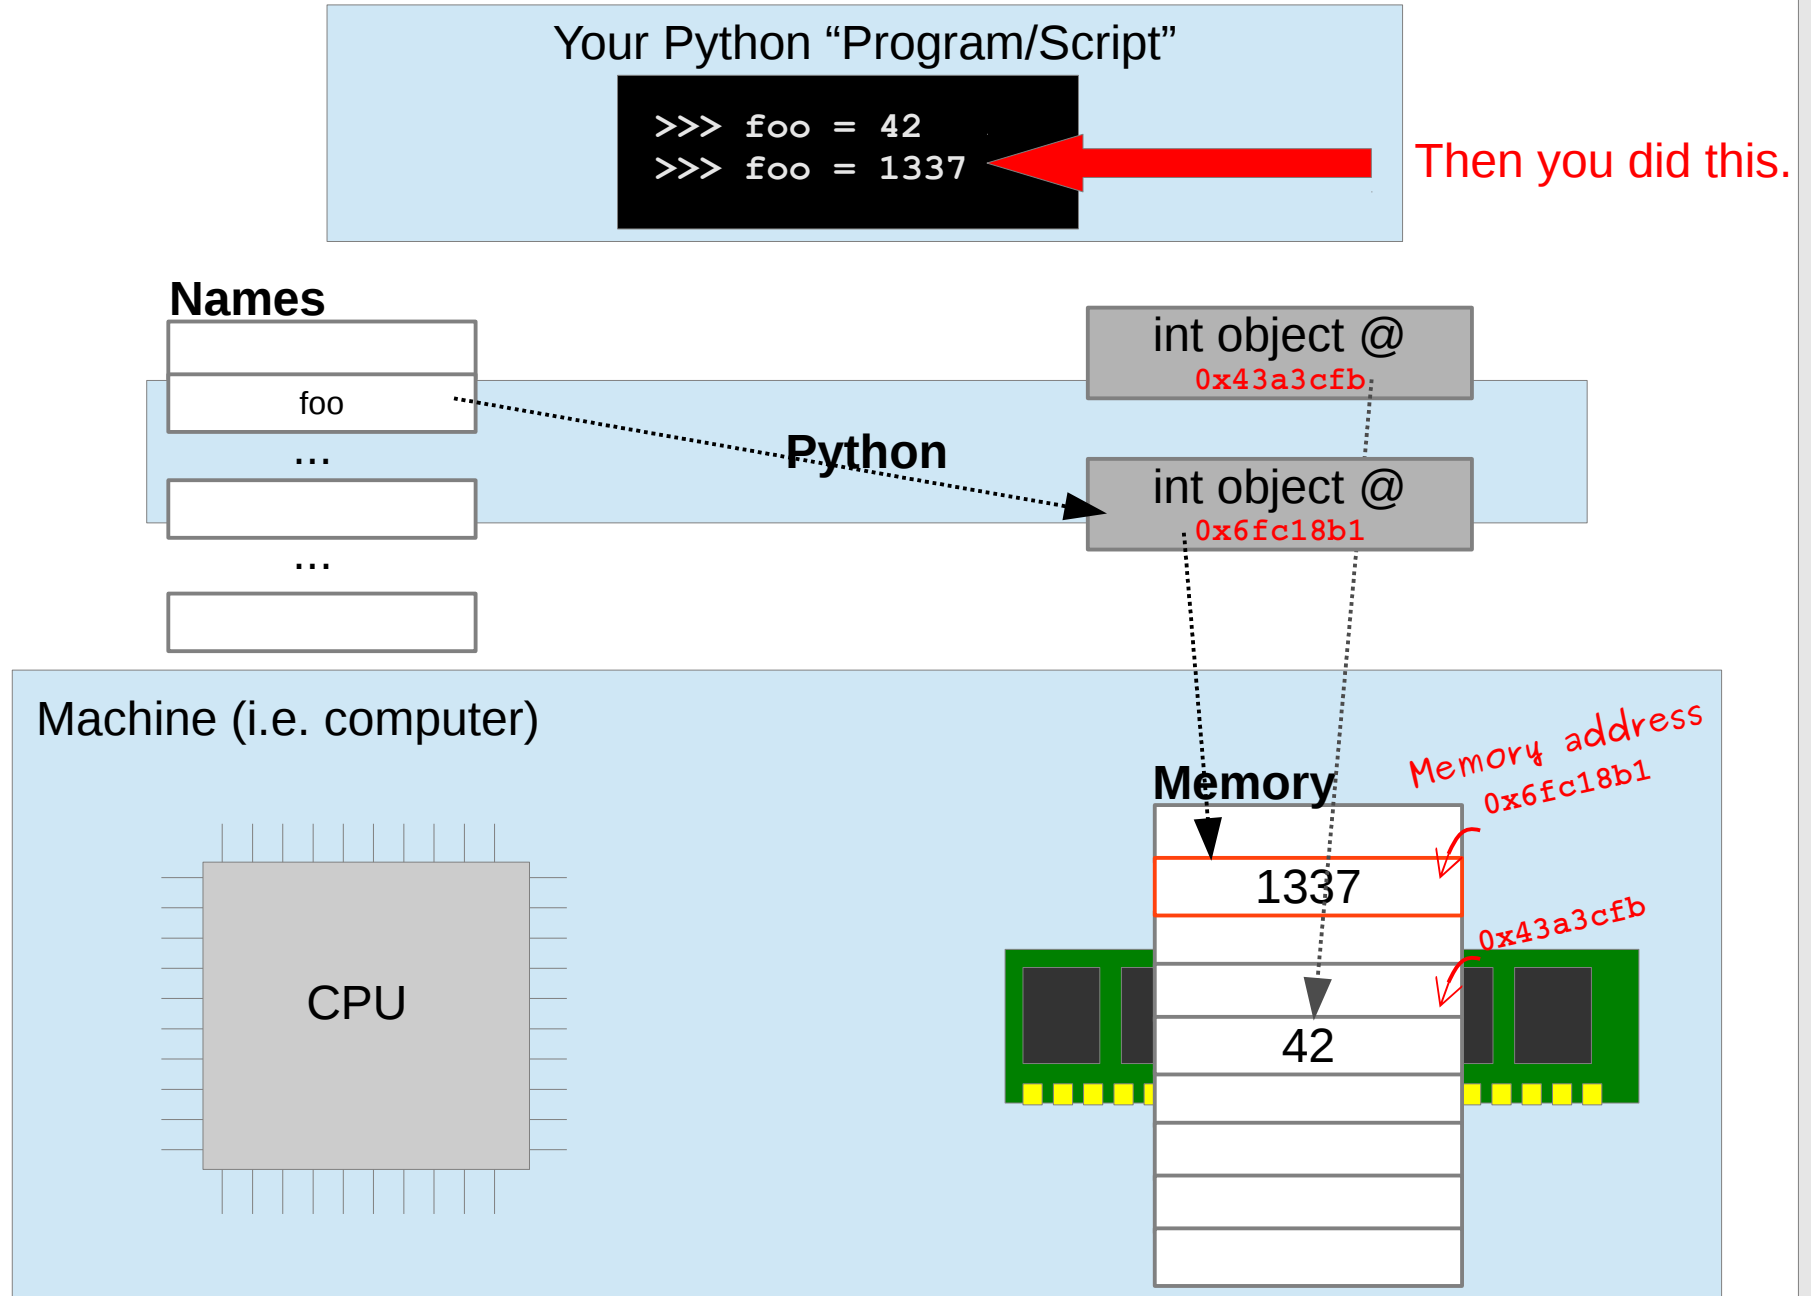 Your Python “Program/Script”
>>> foo = 42
>>> foo = 1337
Then you did this.
Names
foo
...
...
Python
int object @
0x43a3cfb
int object @
0x6fc18b1
Machine (i.e. computer)
CPU
Memory
Memory address
0x6fc18b1
1337
0x43a3cfb
42